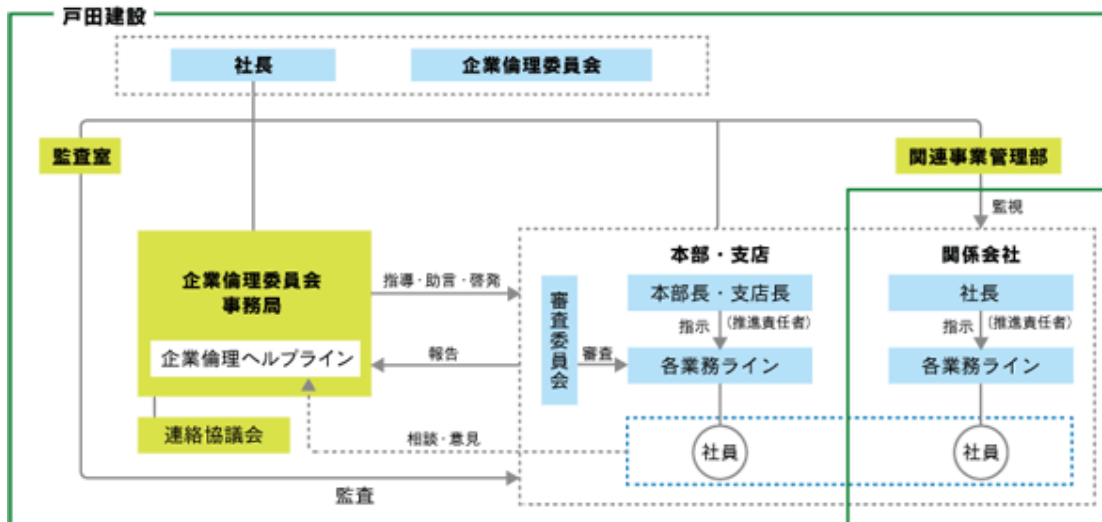 戸田建設
社長
企業倫理委員会
監査室
関連事業管理部
監視
企業倫理委員会
事務局
企業倫理ヘルプライン
連絡協議会
指導・助言・啓発
報告
相談・意見
監査
本部・支店
本部長・支店長
指示
(推進責任者)
審査委員会
審査
各業務ライン
社員
関係会社
社長
指示
(推進責任者)
各業務ライン
社員